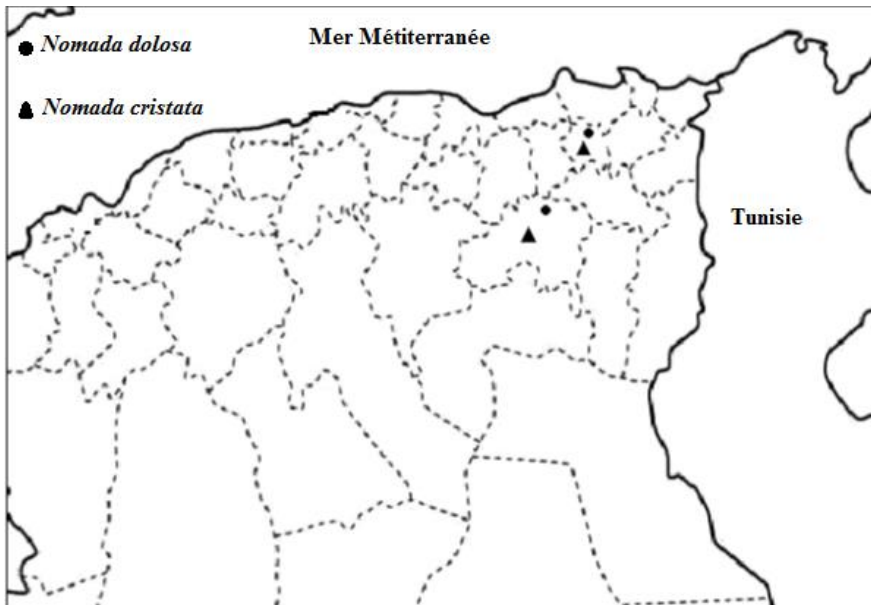 Mer Métiterranée
Nomada dolosa
Nomada cristata
Tunisie